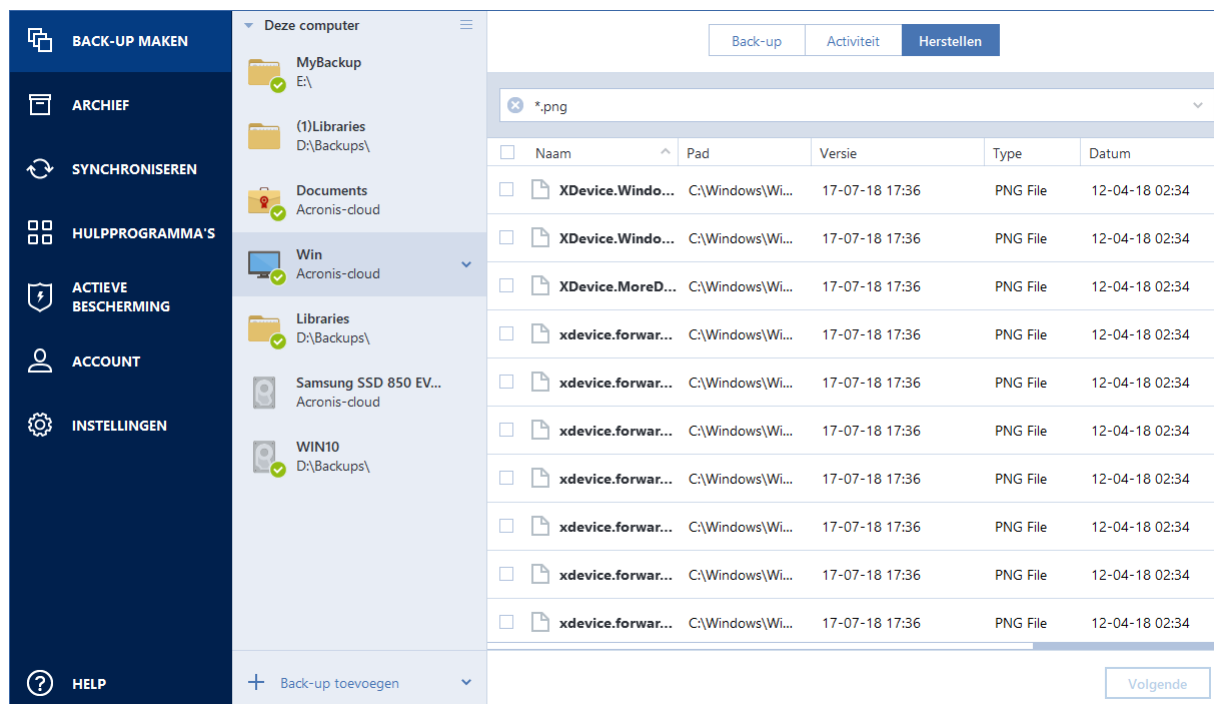 BACK-UP MAKEN
ARCHIEF
SYNCHRONISEREN
HULPPROGRAMMA'S
ACTIEVE
BESCHERMING
ACCOUNT
INSTELLINGEN
HELP
Deze computer
MyBackup
E:\
(1)Libraries
D:\Backups\
Documents
Acronis-cloud
Win
Acronis-cloud
Libraries
D:\Backups\
Samsung SSD 850 EV...
Acronis-cloud
WIN10
D:\Backups\
Back-up toevoegen
Back-up Activiteit Herstellen
*.png
Naam Pad Versie Type Datum
XDevice.Windo... C:\Windows\Wi... 17-07-18 17:36 PNG File 12-04-18 02:34
XDevice.Windo... C:\Windows\Wi... 17-07-18 17:36 PNG File 12-04-18 02:34
XDevice.MoreD... C:\Windows\Wi... 17-07-18 17:36 PNG File 12-04-18 02:34
xdevice.forwar... C:\Windows\Wi... 17-07-18 17:36 PNG File 12-04-18 02:34
xdevice.forwar... C:\Windows\Wi... 17-07-18 17:36 PNG File 12-04-18 02:34
xdevice.forwar... C:\Windows\Wi... 17-07-18 17:36 PNG File 12-04-18 02:34
xdevice.forwar... C:\Windows\Wi... 17-07-18 17:36 PNG File 12-04-18 02:34
xdevice.forwar... C:\Windows\Wi... 17-07-18 17:36 PNG File 12-04-18 02:34
xdevice.forwar... C:\Windows\Wi... 17-07-18 17:36 PNG File 12-04-18 02:34
xdevice.forwar... C:\Windows\Wi... 17-07-18 17:36 PNG File 12-04-18 02:34
Volgende